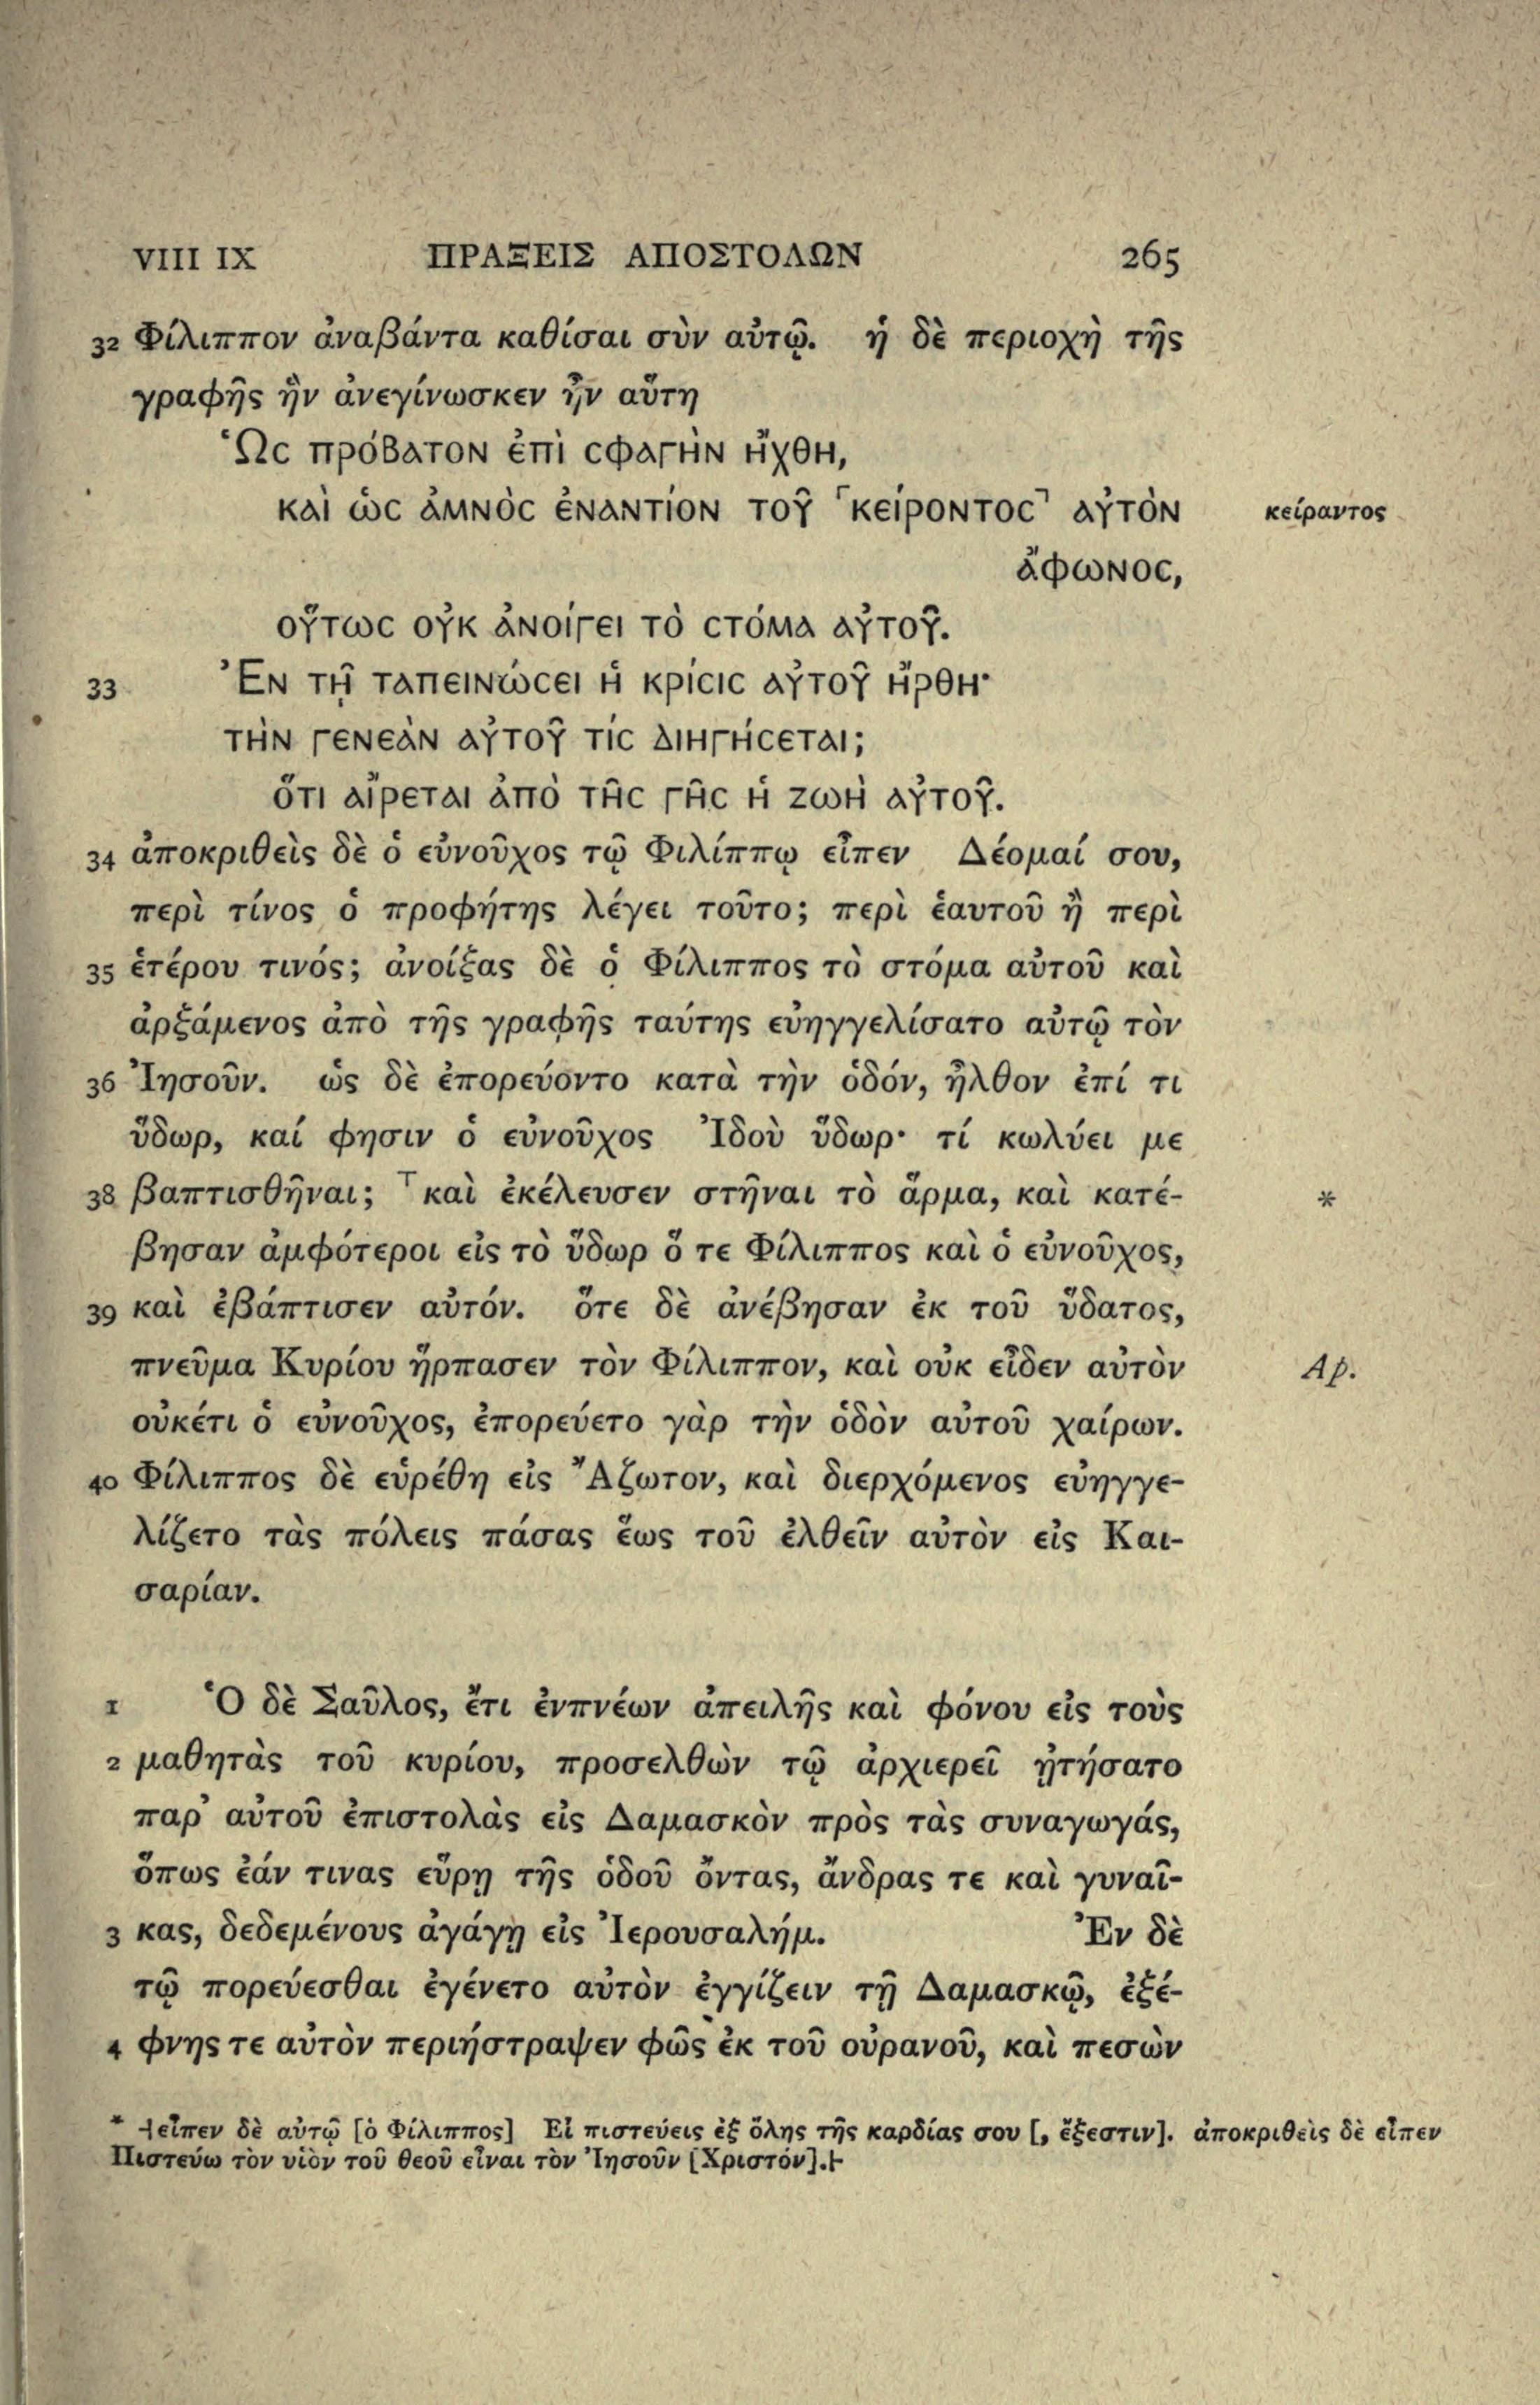 VIII IX ΠΡΑΞΕΙΣ ΑΠΟΣΤΟΛΩΝ 265
32 Φίλιππον ἀναβάντα καθίσαι σὺν αὐτῷ. ἡ δὲ περιοχὴ τῆς
γραφῆς ἣν ἀνεγίνωσκεν ἦν αὕτη
Ὡϲ πρόβατον ἐπὶ ϲφαγὴν ἤχθη,
καὶ ὡϲ ἀμνὸϲ ἐναντίον τοῦ ⸢κείροντοϲ⸣ αὐτὸν κείραντος
ἄφωνοϲ,
οὕτωϲ οὐκ ἀνοίγει τὸ ϲτόμα αὐτοῦ.
33 Ἐν τῇ ταπεινώϲει ἡ κρίϲιϲ αὐτοῦ ἤρθη·
τὴν γενεὰν αὐτοῦ τίϲ διηγήϲεται;
ὅτι αἴρεται ἀπὸ τῆϲ γῆϲ ἡ ζωὴ αὐτοῦ.
34 ἀποκριθεὶς δὲ ὁ εὐνοῦχος τῷ Φιλίππῳ εἶπεν Δέομαί σου,
περὶ τίνος ὁ προφήτης λέγει τοῦτο; περὶ ἑαυτοῦ ἢ περὶ
35 ἑτέρου τινός; ἀνοίξας δὲ ὁ Φίλιππος τὸ στόμα αὐτοῦ καὶ
ἀρξάμενος ἀπὸ τῆς γραφῆς ταύτης εὐηγγελίσατο αὐτῷ τὸν
36 Ἰησοῦν. ὡς δὲ ἐπορεύοντο κατὰ τὴν ὁδόν, ἦλθον ἐπί τι
ὕδωρ, καί φησιν ὁ εὐνοῦχος Ἰδοὺ ὕδωρ· τί κωλύει με
38 βαπτισθῆναι; ⸆ καὶ ἐκέλευσεν στῆναι τὸ ἅρμα, καὶ κατέ- *
βησαν ἀμφότεροι εἰς τὸ ὕδωρ ὅ τε Φίλιππος καὶ ὁ εὐνοῦχος,
39 καὶ ἐβάπτισεν αὐτόν. ὅτε δὲ ἀνέβησαν ἐκ τοῦ ὕδατος,
πνεῦμα Κυρίου ἥρπασεν τὸν Φίλιππον, καὶ οὐκ εἶδεν αὐτὸν Ap.
οὐκέτι ὁ εὐνοῦχος, ἐπορεύετο γὰρ τὴν ὁδὸν αὐτοῦ χαίρων.
40 Φίλιππος δὲ εὑρέθη εἰς Ἄζωτον, καὶ διερχόμενος εὐηγγε-
λίζετο τὰς πόλεις πάσας ἕως τοῦ ἐλθεῖν αὐτὸν εἰς Και-
σαρίαν.
1 Ὁ δὲ Σαῦλος, ἔτι ἐνπνέων ἀπειλῆς καὶ φόνου εἰς τοὺς
2 μαθητὰς τοῦ κυρίου, προσελθὼν τῷ ἀρχιερεῖ ᾐτήσατο
παρ᾽ αὐτοῦ ἐπιστολὰς εἰς Δαμασκὸν πρὸς τὰς συναγωγάς,
ὅπως ἐάν τινας εὕρῃ τῆς ὁδοῦ ὄντας, ἄνδρας τε καὶ γυναῖ-
3 κας, δεδεμένους ἀγάγῃ εἰς Ἰερουσαλήμ. Ἐν δὲ
τῷ πορεύεσθαι ἐγένετο αὐτὸν ἐγγίζειν τῇ Δαμασκῷ, ἐξέ-
4 φνης τε αὐτὸν περιήστραψεν φῶς ἐκ τοῦ οὐρανοῦ, καὶ πεσὼν
* ⊣εἶπεν δὲ αὐτῷ [ὁ Φίλιππος] Εἰ πιστεύεις ἐξ ὅλης τῆς καρδίας σου [, ἔξεστιν]. ἀποκριθεὶς δὲ εἶπεν
Πιστεύω τὸν υἱὸν τοῦ θεοῦ εἶναι τὸν Ἰησοῦν [Χριστόν].⊢